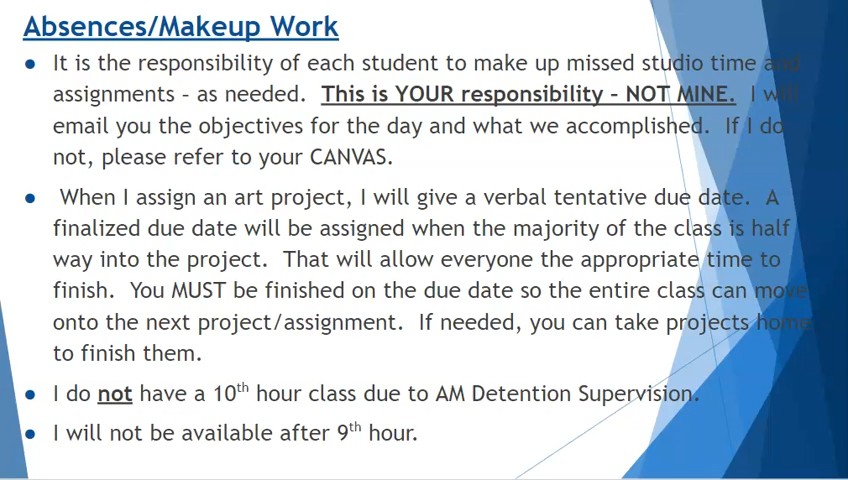 Absences/Makeup Work
● It is the responsibility of each student to make up missed studio time and
assignments – as needed. This is YOUR responsibility – NOT MINE. I will
email you the objectives for the day and what we accomplished. If I do
not, please refer to your CANVAS.
● When I assign an art project, I will give a verbal tentative due date. A
finalized due date will be assigned when the majority of the class is half
way into the project. That will allow everyone the appropriate time to
finish. You MUST be finished on the due date so the entire class can move
onto the next project/assignment. If needed, you can take projects home
to finish them.
● I do not have a 10th hour class due to AM Detention Supervision.
● I will not be available after 9th hour.